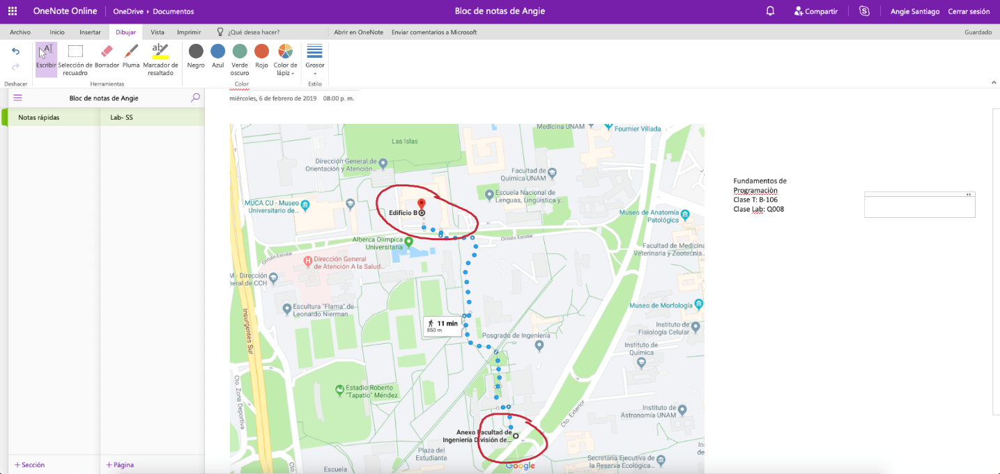 OneNote Online
OneDrive ▸ Documentos
Bloc de notas de Angie
Compartir
Angie Santiago
Cerrar sesión
Archivo
Inicio
Insertar
Dibujar
Vista
Imprimir
¿Qué desea hacer?
Abrir en OneNote
Enviar comentarios a Microsoft
Guardado
Escribir
Selección de
recuadro
Borrador
Pluma
Marcador de
resaltado
Negro
Azul
Verde
oscuro
Rojo
Color de
lápiz
Grosor
Deshacer
Herramientas
Color
Estilo
Bloc de notas de Angie
Notas rápidas
Lab- SS
+ Sección
+ Página
miércoles, 6 de febrero de 2019
08:00 p. m.
Medicina UNAM
Fournier Villada
Las Islas
Dirección General de
Orientación y Atención...
Facultad de
Química UNAM
Escuela Nacional de
Lenguas, Lingüística y...
MUCA CU - Museo
Universitario de...
Edificio B
Museo de Anatomía
Patológica
Circuito Escolar
Alberca Olímpica
Universitaria
Circuito Escolar
Facultad de Medicina
Veterinaria y Zootecnia...
Dirección General
de Atención A la Salud...
M - Dirección
neral de CCH
Escultura "Flama" de
Leonardo Nierman
Museo de Morfología
Insurgentes Sur
11 min
850 m
Instituto de
Fisiología Celular
Posgrado de Ingeniería
Instituto de
Química
Estadio Roberto
"Tapatío" Méndez
Cto. Zona Deportiva
Instituto de
Astronomía UNAM
Cto. Exterior
Anexo Facultad de
Ingeniería División de...
Plaza del
Estudiante
Secretaría Ejecutiva de
la Reserva Ecológica...
Escuela
Google
Fundamentos de
Programaciòn
Clase T: B-106
Clase Lab: Q008